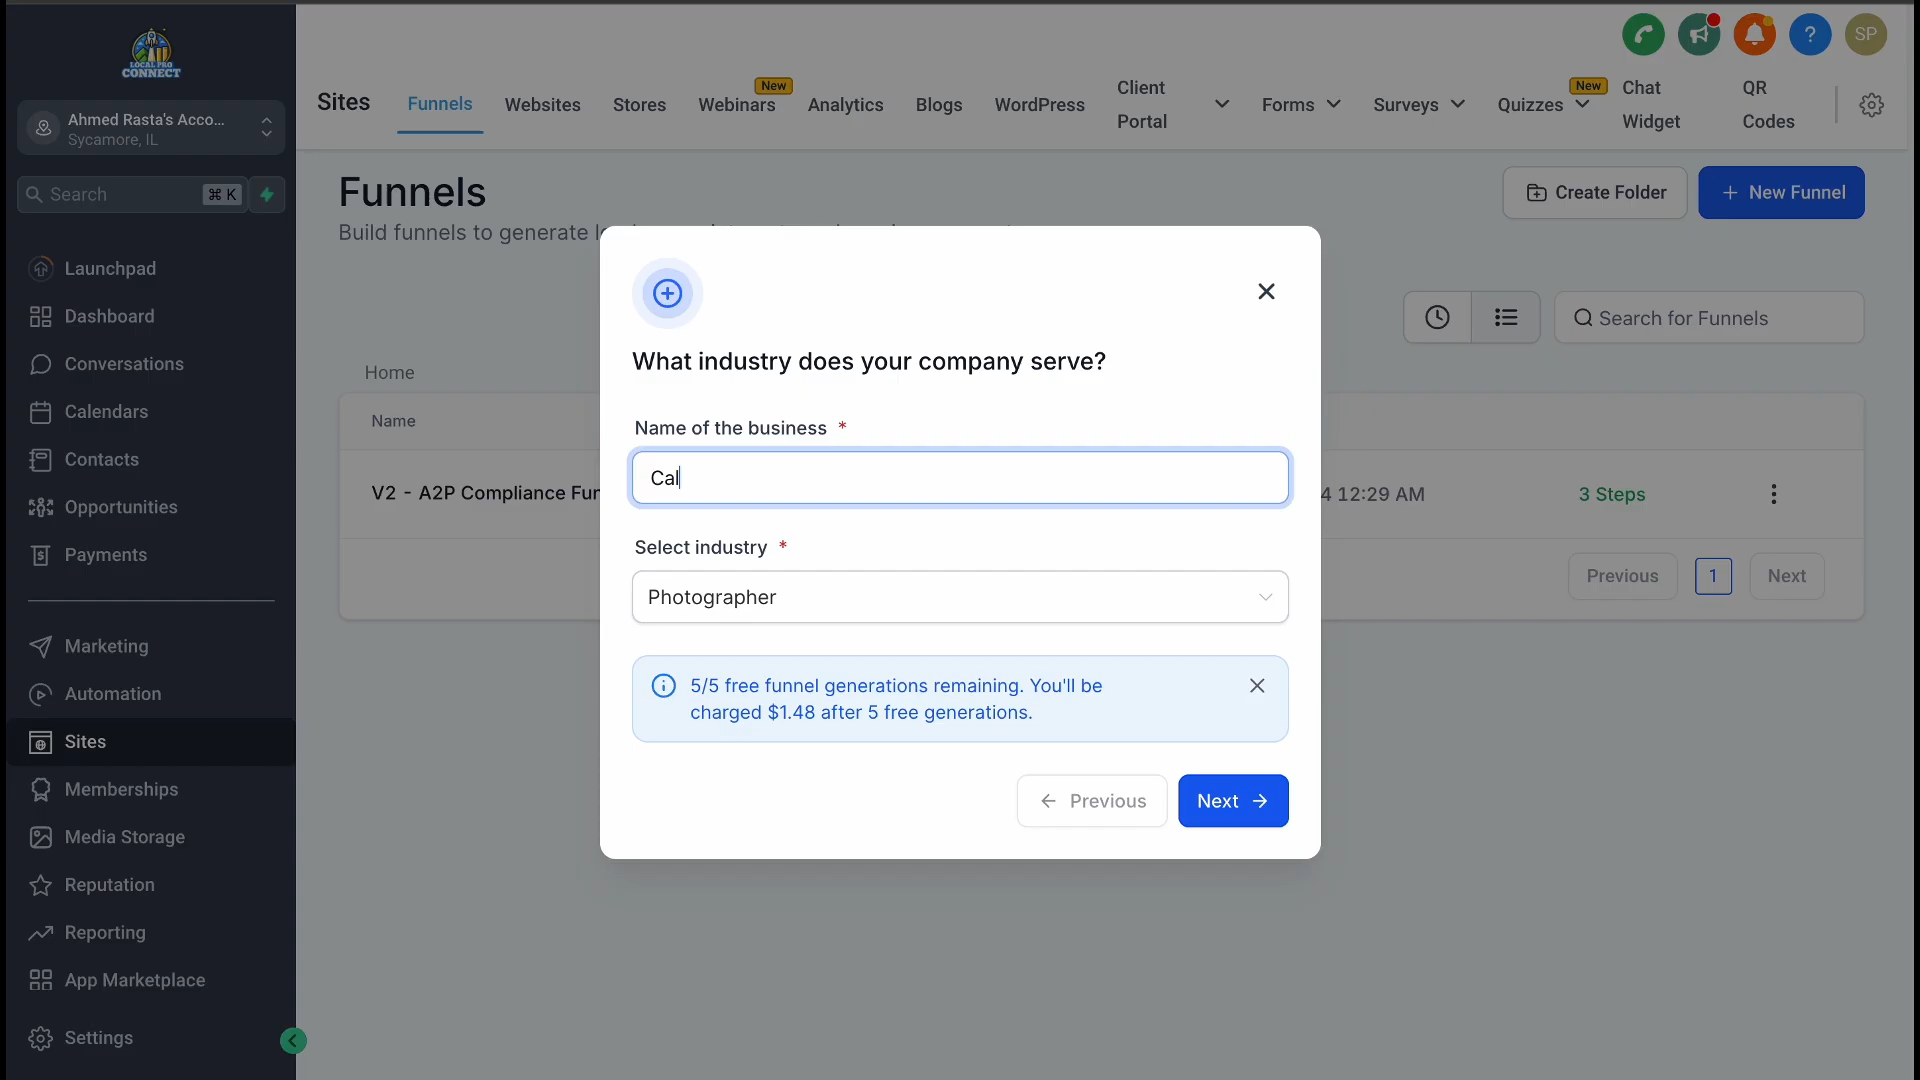 LOCAL PRO
CONNECT
Ahmed Rasta's Acco...
Sycamore, IL
Search
⌘ K
Launchpad
Dashboard
Conversations
Calendars
Contacts
Opportunities
Payments
Marketing
Automation
Sites
Memberships
Media Storage
Reputation
Reporting
App Marketplace
Settings
SP
Sites
Funnels
Websites
Stores
Webinars
New
Analytics
Blogs
WordPress
Client
Portal
Forms
Surveys
Quizzes
New
Chat
Widget
QR
Codes
Funnels
Build funnels to generate
Create Folder
+ New Funnel
Search for Funnels
Home
Name
V2 - A2P Compliance Fun
4 12:29 AM
3 Steps
Previous
1
Next
What industry does your company serve?
Name of the business *
Cal
Select industry *
Photographer
5/5 free funnel generations remaining. You'll be
charged $1.48 after 5 free generations.
← Previous
Next →